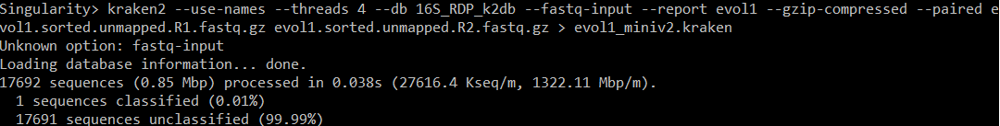 Singularity> kraken2 --use-names --threads 4 --db 16S_RDP_k2db --fastq-input --report evol1 --gzip-compressed --paired e
vol1.sorted.unmapped.R1.fastq.gz evol1.sorted.unmapped.R2.fastq.gz > evol1_miniv2.kraken
Unknown option: fastq-input
Loading database information... done.
17692 sequences (0.85 Mbp) processed in 0.038s (27616.4 Kseq/m, 1322.11 Mbp/m).
  1 sequences classified (0.01%)
  17691 sequences unclassified (99.99%)